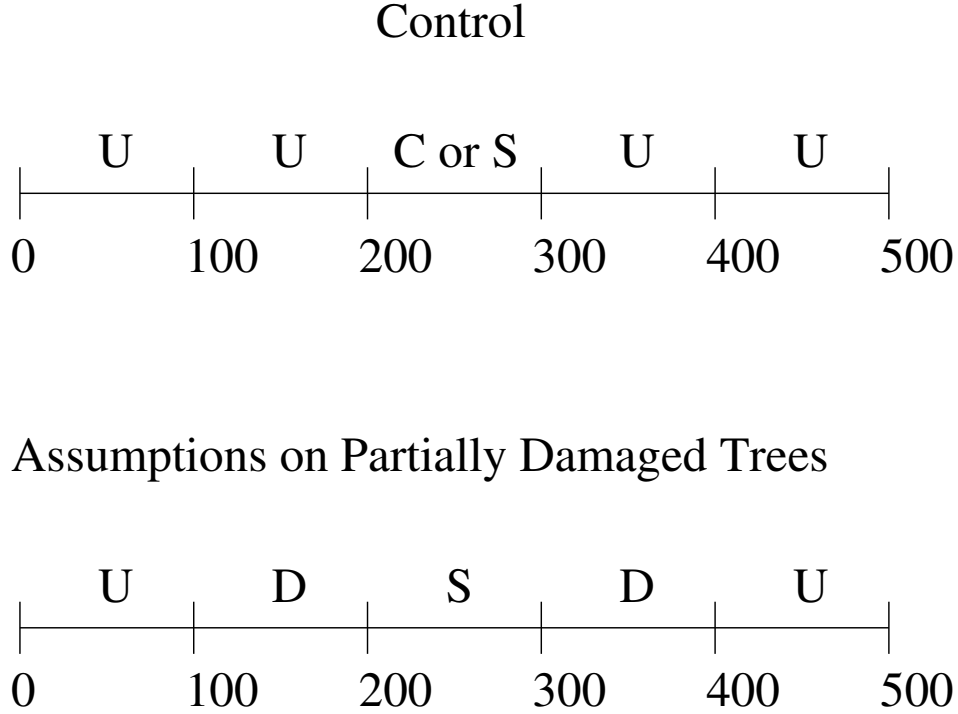 Control
U U C or S U U
0 100 200 300 400 500
Assumptions on Partially Damaged Trees
U D S D U
0 100 200 300 400 500